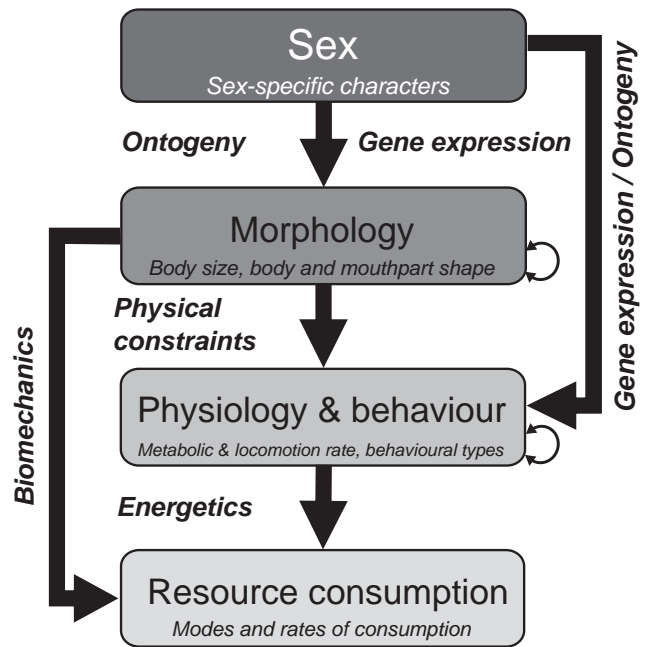 Sex
Sex-specific characters
Ontogeny
Gene expression
Gene expression / Ontogeny
Morphology
Body size, body and mouthpart shape
Physical
constraints
Biomechanics
Physiology & behaviour
Metabolic & locomotion rate, behavioural types
Energetics
Resource consumption
Modes and rates of consumption